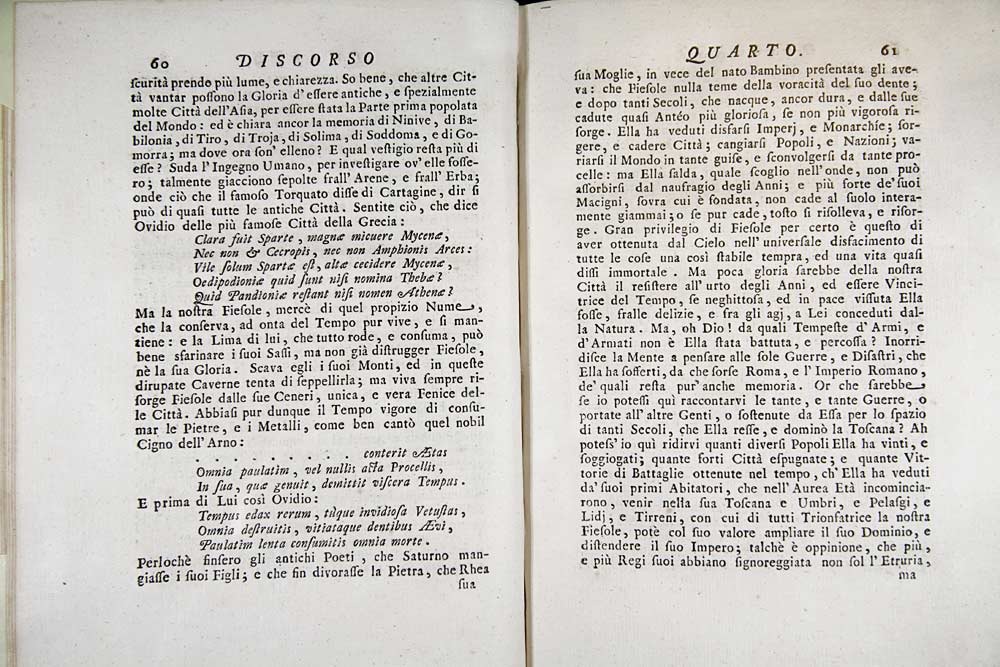 60 DISCORSO
scurità prendo più lume, e chiarezza. So bene, che altre Cit-
tà vantar possono la Gloria d'essere antiche, e spezialmente
molte Città dell'Asia, per essere stata la Parte prima popolata
del Mondo: ed è chiara ancor la memoria di Ninive, di Ba-
bilonia, di Tiro, di Troja, di Solima, di Soddoma, e di Go-
morra; ma dove ora son' elleno? E qual vestigio resta più di
esse? Suda l'Ingegno Umano, per investigare ov' elle fosse-
ro; talmente giacciono sepolte frall' Arene, e frall' Erba;
onde ciò che il famoso Torquato disse di Cartagine, dir si
può di quasi tutte le antiche Città. Sentite ciò, che dice
Ovidio delle più famose Città della Grecia:
Clara fuit Sparte, magnæ micuere Mycenæ,
Nec non & Cecropis, nec non Amphionis Arces:
Vile solum Spartæ est, altæ cecidere Mycenæ,
Oedipodioniæ quid sunt nisi nomina Thebæ?
Quid Pandioniæ restant nisi nomen Athenæ?
Ma la nostra Fiesole, mercè di quel propizio Nume,
che la conserva, ad onta del Tempo pur vive, e si man-
tiene: e la Lima di lui, che tutto rode, e consuma, può
bene sfarinare i suoi Sassi, ma non già distrugger Fiesole,
nè la sua Gloria. Scava egli i suoi Monti, ed in queste
dirupate Caverne tenta di seppellirla; ma viva sempre ri-
sorge Fiesole dalle sue Ceneri, unica, e vera Fenice del-
le Città. Abbiasi pur dunque il Tempo vigore di consu-
mar le Pietre, e i Metalli, come ben cantò quel nobil
Cigno dell'Arno:
. . . . . . . . conterit Ætas
Omnia paulatim, vel nullis acta Procellis,
In sua, quæ genuit, demittit viscera Tempus.
E prima di Lui così Ovidio:
Tempus edax rerum, tuque invidiosa Vetustas,
Omnia destruitis, vitiataque dentibus Ævi,
Paulatim lenta consumitis omnia morte.
Perlochè finsero gli antichi Poeti, che Saturno man-
giasse i suoi Figli; e che fin divorasse la Pietra, che Rhea
sua
QUARTO. 61
sua Moglie, in vece del nato Bambino presentata gli ave-
va: che Fiesole nulla teme della voracità del suo dente;
e dopo tanti Secoli, che nacque, ancor dura, e dalle sue
cadute quasi Antéo più gloriosa, se non più vigorosa ri-
sorge. Ella ha veduti disfarsi Imperj, e Monarchie; sor-
gere, e cadere Città; cangiarsi Popoli, e Nazioni; va-
riarsi il Mondo in tante guise, e sconvolgersi da tante pro-
celle: ma Ella salda, quale scoglio nell'onde, non può
assorbirsi dal naufragio degli Anni; e più forte de'suoi
Macigni, sovra cui è fondata, non cade al suolo intera-
mente giammai; o se pur cade, tosto si risolleva, e risor-
ge. Gran privilegio di Fiesole per certo è questo di
aver ottenuta dal Cielo nell' universale disfacimento di
tutte le cose una così stabile tempra, ed una vita quasi
dissi immortale. Ma poca gloria sarebbe della nostra
Città il resistere all'urto degli Anni, ed essere Vinci-
trice del Tempo, se neghittosa, ed in pace vissuta Ella
fosse, fralle delizie, e fra gli agj, a Lei conceduti dal-
la Natura. Ma, oh Dio! da quali Tempeste d'Armi, e
d'Armati non è Ella stata battuta, e percossa? Inorri-
disce la Mente a pensare alle sole Guerre, e Disastri, che
Ella ha sofferti, da che sorse Roma, e l' Imperio Romano,
de' quali resta pur'anche memoria. Or che sarebbe
se io potessi quì raccontarvi le tante, e tante Guerre, o
portate all'altre Genti, o sostenute da Essa per lo spazio
di tanti Secoli, che Ella resse, e dominò la Toscana? Ah
potess' io quì ridirvi quanti diversi Popoli Ella ha vinti, e
soggiogati; quante forti Città espugnate; e quante Vit-
torie di Battaglie ottenute nel tempo, ch'Ella ha veduti
da'suoi primi Abitatori, che nell'Aurea Età incomincia-
rono, venir nella sua Toscana e Umbri, e Pelasgi, e
Lidj; e Tirreni, con cui di tutti Trionfatrice la nostra
Fiesole, potè col suo valore ampliare il suo Dominio, e
distendere il suo Impero; talchè è oppinione, che più,
e più Regi suoi abbiano signoreggiata non sol l'Etruria,
ma